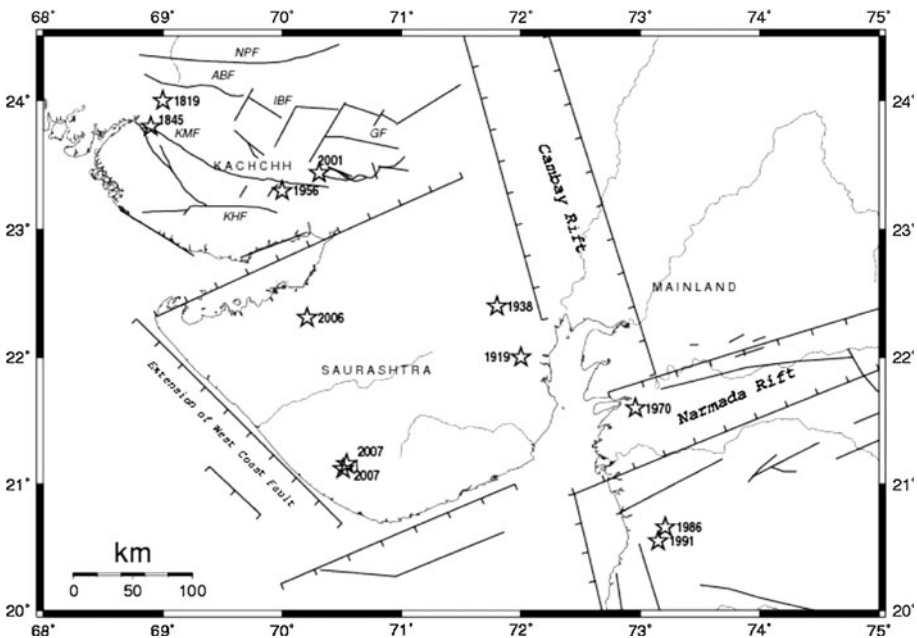 68° 69° 70° 71° 72° 73° 74° 75°
NPF
ABF
24° 24°
1819
IBF
1845
KMF
GF
2001
KACHCHH
1956
Cambay Rift
KHF
23° 23°
MAINLAND
1938
2006
22° 22°
1919
SAURASHTRA
Extension of West Coast Fault
Narmada Rift
1970
2007
2007
21° 21°
1986
1991
km
0 50 100
20° 20°
68° 69° 70° 71° 72° 73° 74° 75°